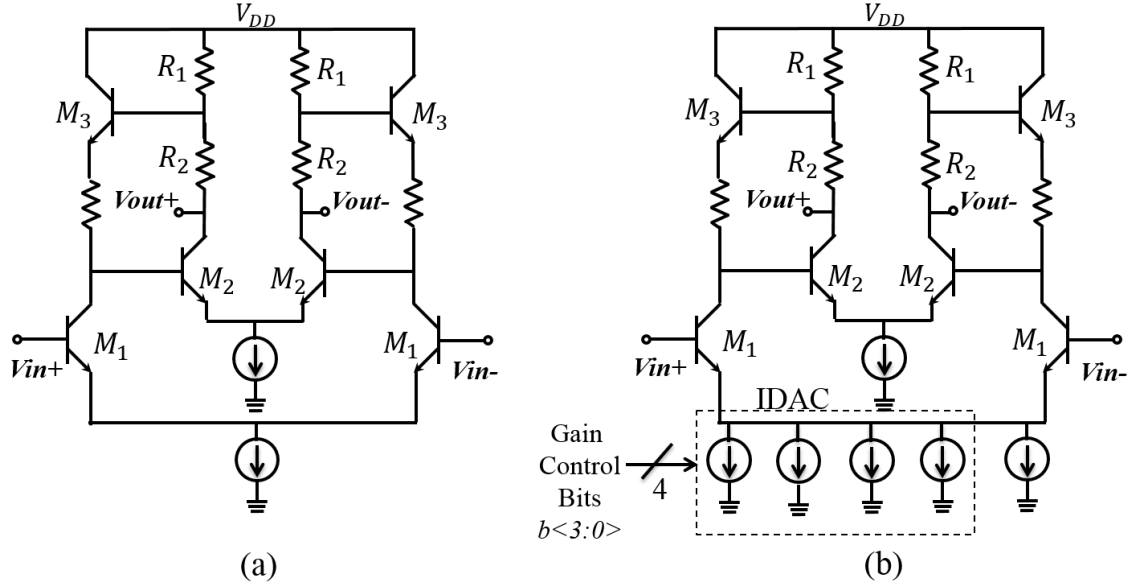 V_DD
R_1
R_1
M_3
M_3
R_2
R_2
Vout+
Vout-
M_2
M_2
M_1
M_1
Vin+
Vin-
(a)
V_DD
R_1
R_1
M_3
M_3
R_2
R_2
Vout+
Vout-
M_2
M_2
M_1
M_1
Vin+
Vin-
IDAC
Gain
Control
Bits
b<3:0>
4
(b)